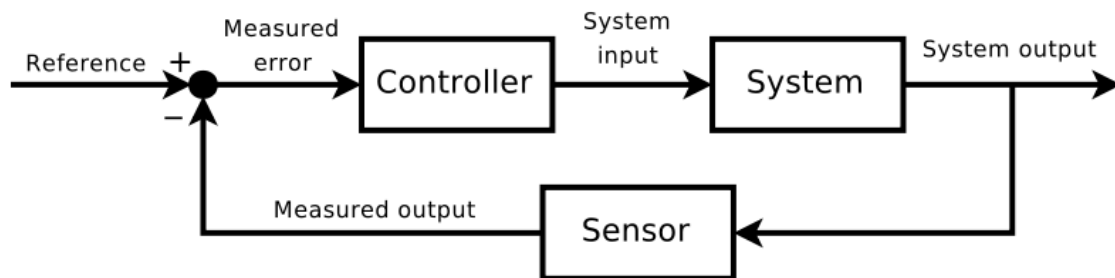 Reference
+
−
Measured
error
Controller
System
input
System
System output
Measured output
Sensor